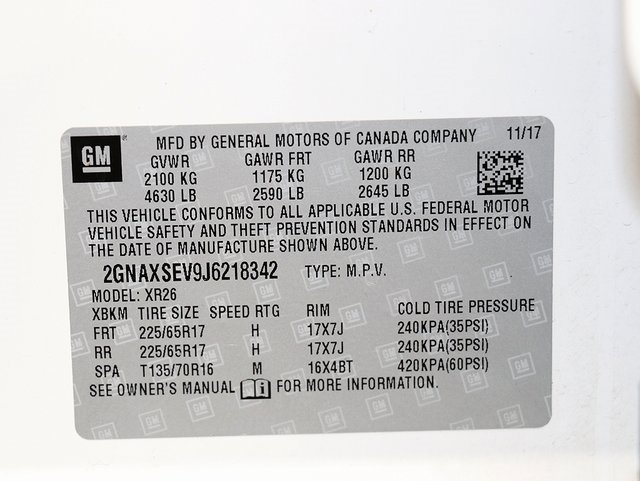 GM MFD BY GENERAL MOTORS OF CANADA COMPANY 11/17
GVWR GAWR FRT GAWR RR
2100 KG 1175 KG 1200 KG
4630 LB 2590 LB 2645 LB
THIS VEHICLE CONFORMS TO ALL APPLICABLE U.S. FEDERAL MOTOR
VEHICLE SAFETY AND THEFT PREVENTION STANDARDS IN EFFECT ON
THE DATE OF MANUFACTURE SHOWN ABOVE.
2GNAXSEV9J6218342 TYPE: M.P.V.
MODEL: XR26
XBKM TIRE SIZE SPEED RTG RIM COLD TIRE PRESSURE
FRT 225/65R17 H 17X7J 240KPA(35PSI)
RR 225/65R17 H 17X7J 240KPA(35PSI)
SPA T135/70R16 M 16X4BT 420KPA(60PSI)
SEE OWNER'S MANUAL FOR MORE INFORMATION.